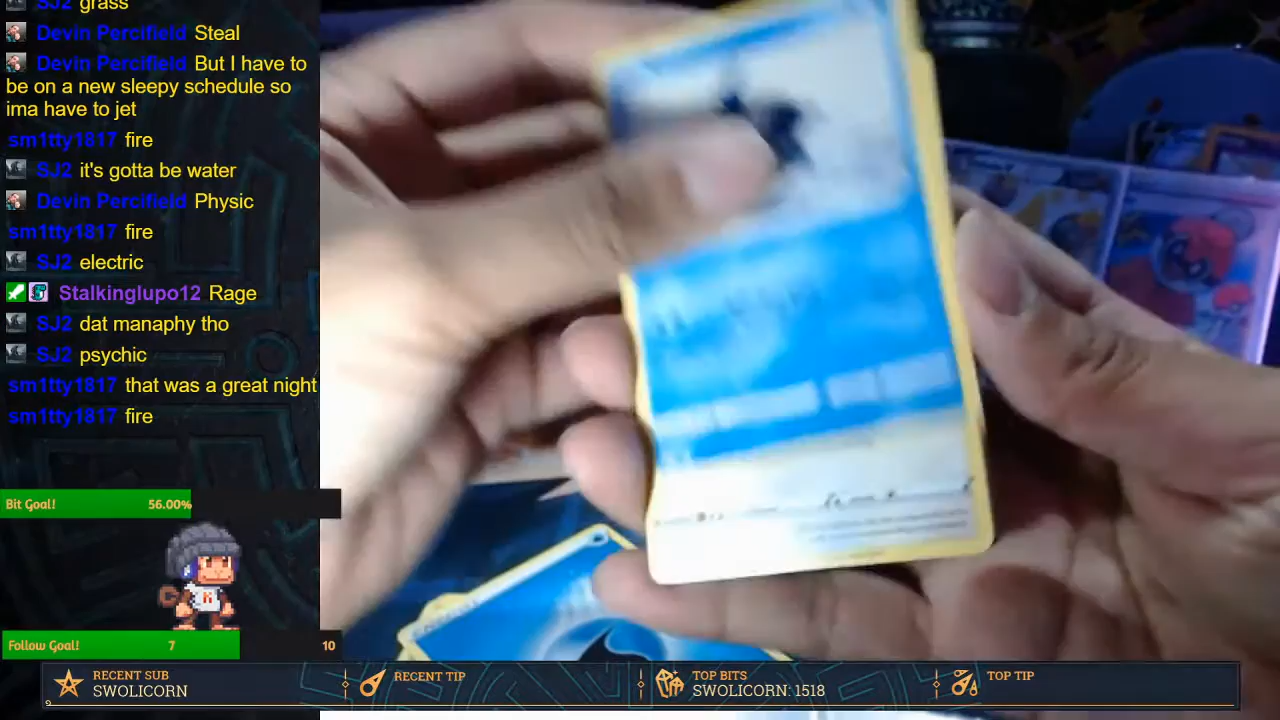 SJ2 grass
Devin Percifield Steal
Devin Percifield But I have to
be on a new sleepy schedule so
ima have to jet
sm1tty1817 fire
SJ2 it's gotta be water
Devin Percifield Physic
sm1tty1817 fire
SJ2 electric
Stalkinglupo12 Rage
SJ2 dat manaphy tho
SJ2 psychic
sm1tty1817 that was a great night
sm1tty1817 fire
Bit Goal! 56.00%
Follow Goal! 7 10
RECENT SUB
SWOLICORN
RECENT TIP
TOP BITS
SWOLICORN: 1518
TOP TIP